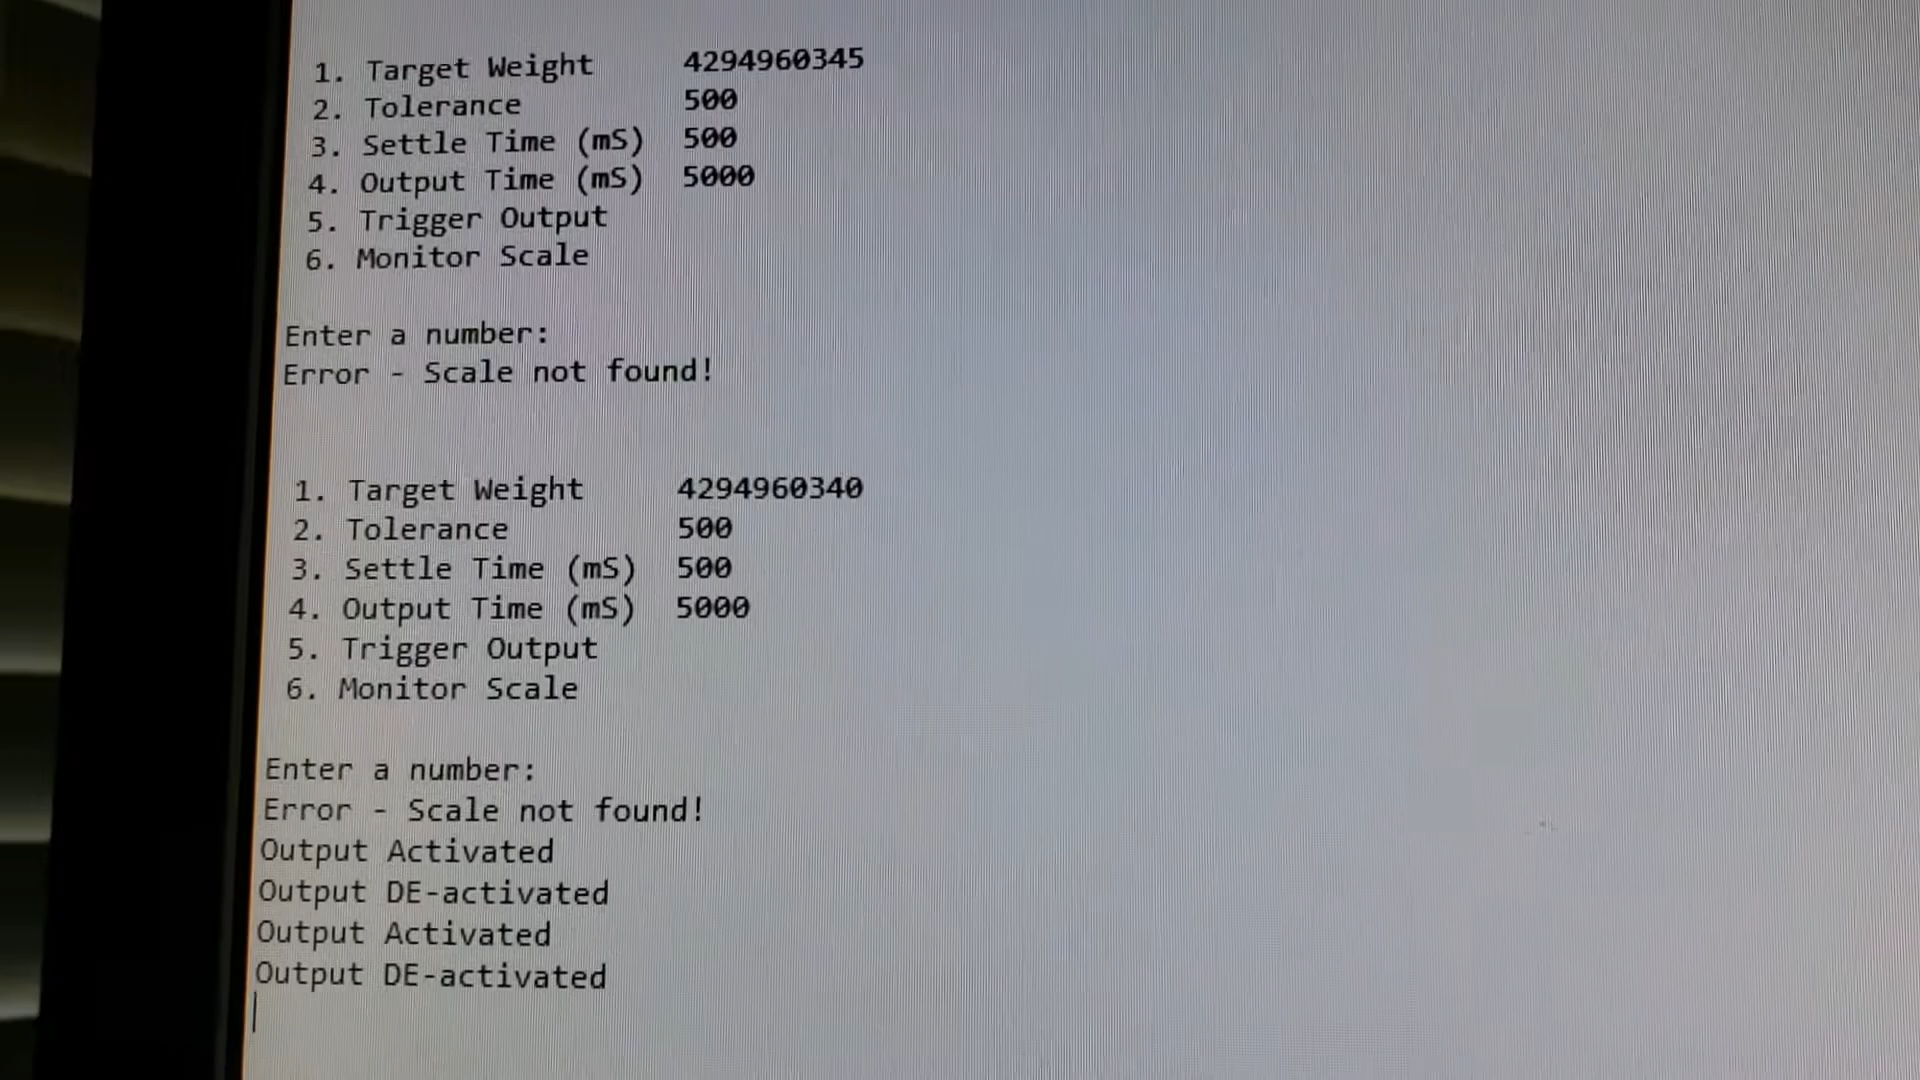 1. Target Weight 4294960345
2. Tolerance 500
3. Settle Time (mS) 500
4. Output Time (mS) 5000
5. Trigger Output
6. Monitor Scale
Enter a number:
Error - Scale not found!
1. Target Weight 4294960340
2. Tolerance 500
3. Settle Time (mS) 500
4. Output Time (mS) 5000
5. Trigger Output
6. Monitor Scale
Enter a number:
Error - Scale not found!
Output Activated
Output DE-activated
Output Activated
Output DE-activated